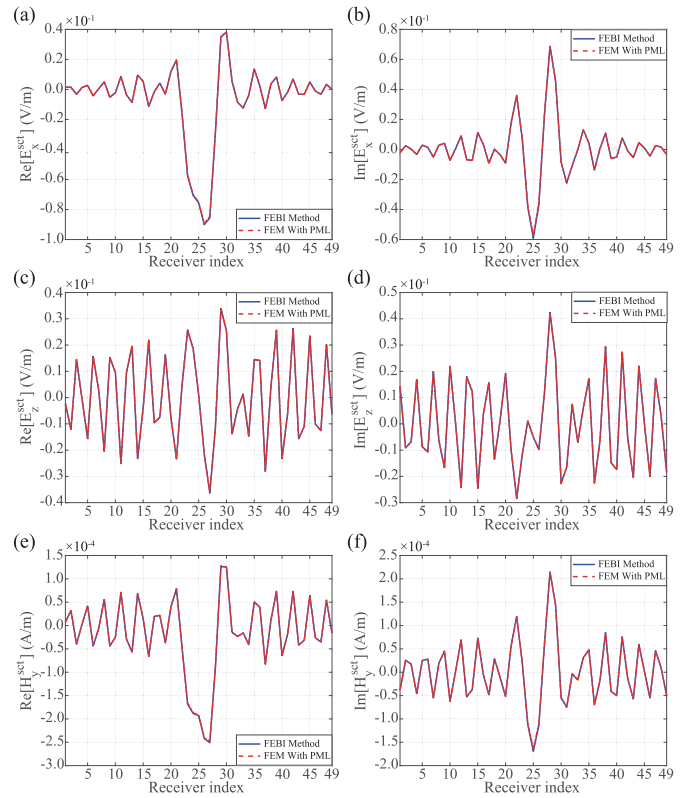 (a)
×10⁻¹
0.4
0.2
0.0
-0.2
-0.4
-0.6
-0.8
-1.0
Re[E_x^sct] (V/m)
FEBI Method
FEM With PML
5 10 15 20 25 30 35 40 45 49
Receiver index
(b)
×10⁻¹
0.8
0.6
0.4
0.2
0.0
-0.2
-0.4
-0.6
Im[E_x^sct] (V/m)
FEBI Method
FEM With PML
5 10 15 20 25 30 35 40 45 49
Receiver index
(c)
×10⁻¹
0.4
0.3
0.2
0.1
0.0
-0.1
-0.2
-0.3
-0.4
Re[E_z^sct] (V/m)
FEBI Method
FEM With PML
5 10 15 20 25 30 35 40 45 49
Receiver index
(d)
×10⁻¹
0.5
0.4
0.3
0.2
0.1
0.0
-0.1
-0.2
-0.3
Im[E_z^sct] (V/m)
FEBI Method
FEM With PML
5 10 15 20 25 30 35 40 45 49
Receiver index
(e)
×10⁻⁴
1.5
1.0
0.5
0.0
-0.5
-1.0
-1.5
-2.0
-2.5
-3.0
Re[H_y^sct] (A/m)
FEBI Method
FEM With PML
5 10 15 20 25 30 35 40 45 49
Receiver index
(f)
×10⁻⁴
2.5
2.0
1.5
1.0
0.5
0.0
-0.5
-1.0
-1.5
-2.0
Im[H_y^sct] (A/m)
FEBI Method
FEM With PML
5 10 15 20 25 30 35 40 45 49
Receiver index